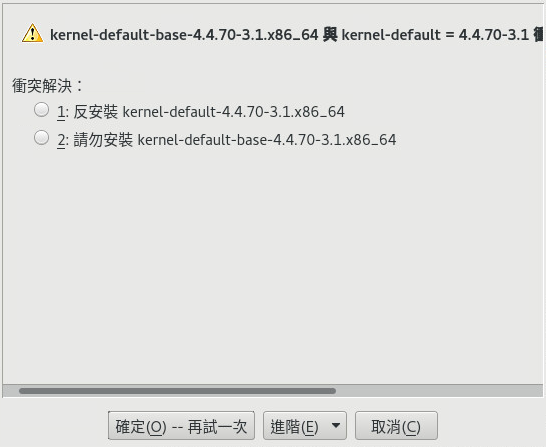 kernel-default-base-4.4.70-3.1.x86_64 與 kernel-default = 4.4.70-3.1
衝突解決：
1: 反安裝 kernel-default-4.4.70-3.1.x86_64
2: 請勿安裝 kernel-default-base-4.4.70-3.1.x86_64
確定(O) -- 再試一次 進階(E) 取消(C)